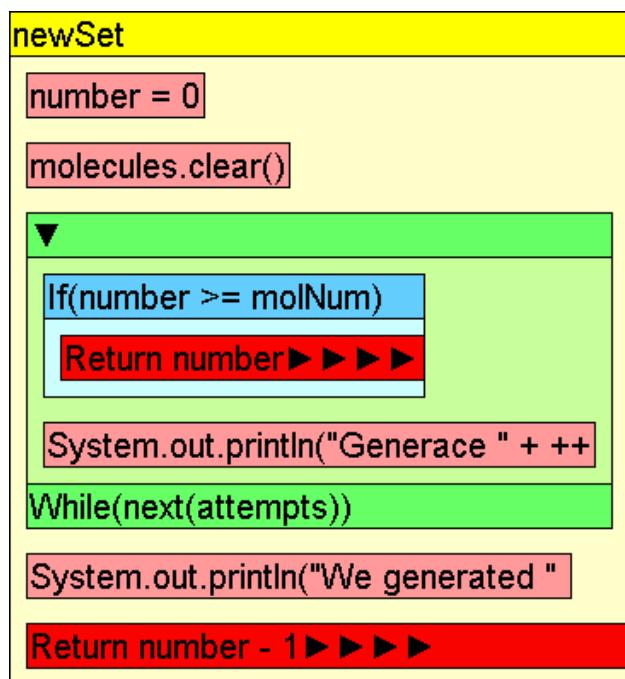 newSet
number = 0
molecules.clear()
▼
If(number >= molNum)
Return number►►►►
System.out.println("Generace " + ++
While(next(attempts))
System.out.println("We generated "
Return number - 1►►►►